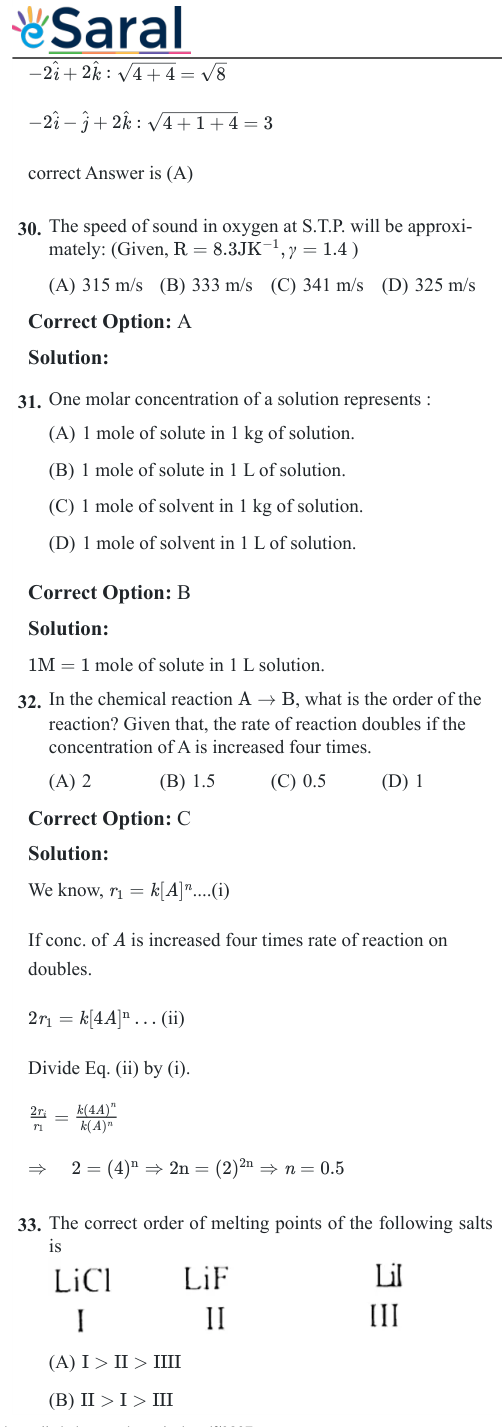 eSaral
−2î + 2k̂ : √4 + 4 = √8
−2î − ĵ + 2k̂ : √4 + 1 + 4 = 3
correct Answer is (A)
30. The speed of sound in oxygen at S.T.P. will be approxi-
mately: (Given, R = 8.3JK⁻¹, γ = 1.4 )
(A) 315 m/s (B) 333 m/s (C) 341 m/s (D) 325 m/s
Correct Option: A
Solution:
31. One molar concentration of a solution represents :
(A) 1 mole of solute in 1 kg of solution.
(B) 1 mole of solute in 1 L of solution.
(C) 1 mole of solvent in 1 kg of solution.
(D) 1 mole of solvent in 1 L of solution.
Correct Option: B
Solution:
1M = 1 mole of solute in 1 L solution.
32. In the chemical reaction A → B, what is the order of the
reaction? Given that, the rate of reaction doubles if the
concentration of A is increased four times.
(A) 2 (B) 1.5 (C) 0.5 (D) 1
Correct Option: C
Solution:
We know, r₁ = k[A]ⁿ....(i)
If conc. of A is increased four times rate of reaction on
doubles.
2r₁ = k[4A]ⁿ . . . (ii)
Divide Eq. (ii) by (i).
2rᵢ/r₁ = k(4A)ⁿ/k(A)ⁿ
⇒ 2 = (4)ⁿ ⇒ 2n = (2)²ⁿ ⇒ n = 0.5
33. The correct order of melting points of the following salts
is
LiCl LiF LiI
I II III
(A) I > II > IIII
(B) II > I > III